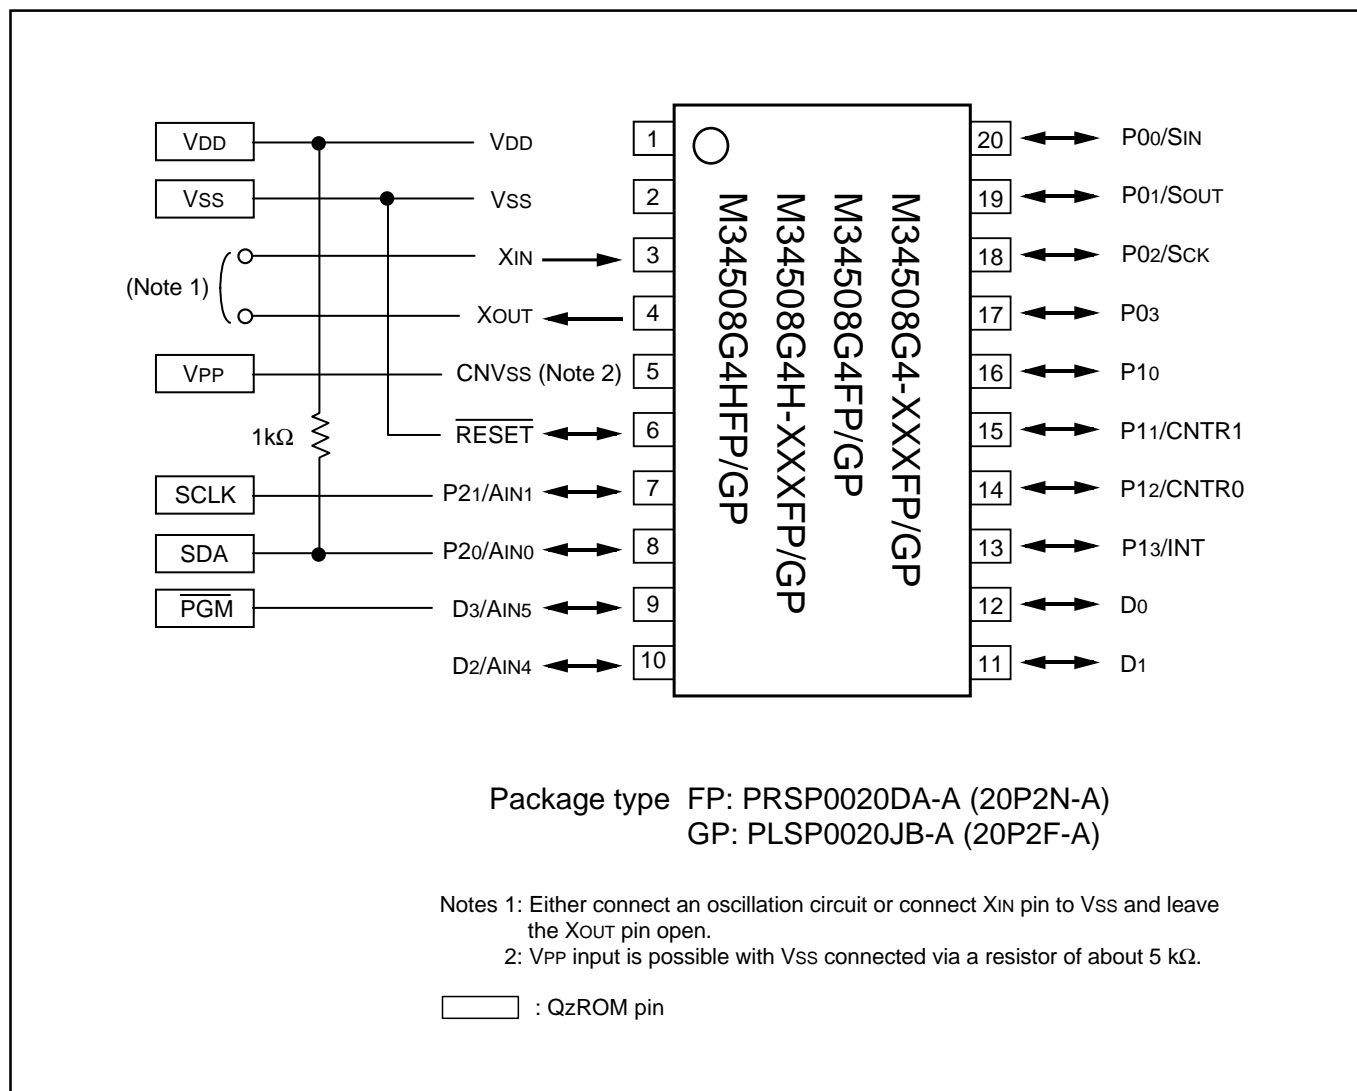 VDD VDD 1 20 P00/SIN
VSS VSS 2 19 P01/SOUT
XIN 3 18 P02/SCK
(Note 1)
XOUT 4 17 P03
VPP CNVSS (Note 2) 5 16 P10
1kΩ RESET 6 15 P11/CNTR1
SCLK P21/AIN1 7 14 P12/CNTR0
SDA P20/AIN0 8 13 P13/INT
PGM D3/AIN5 9 12 D0
D2/AIN4 10 11 D1
M34508G4-XXXFP/GP
M34508G4FP/GP
M34508G4H-XXXFP/GP
M34508G4HFP/GP
Package type FP: PRSP0020DA-A (20P2N-A)
GP: PLSP0020JB-A (20P2F-A)
Notes 1: Either connect an oscillation circuit or connect XIN pin to VSS and leave
the XOUT pin open.
2: VPP input is possible with VSS connected via a resistor of about 5 kΩ.
: QzROM pin